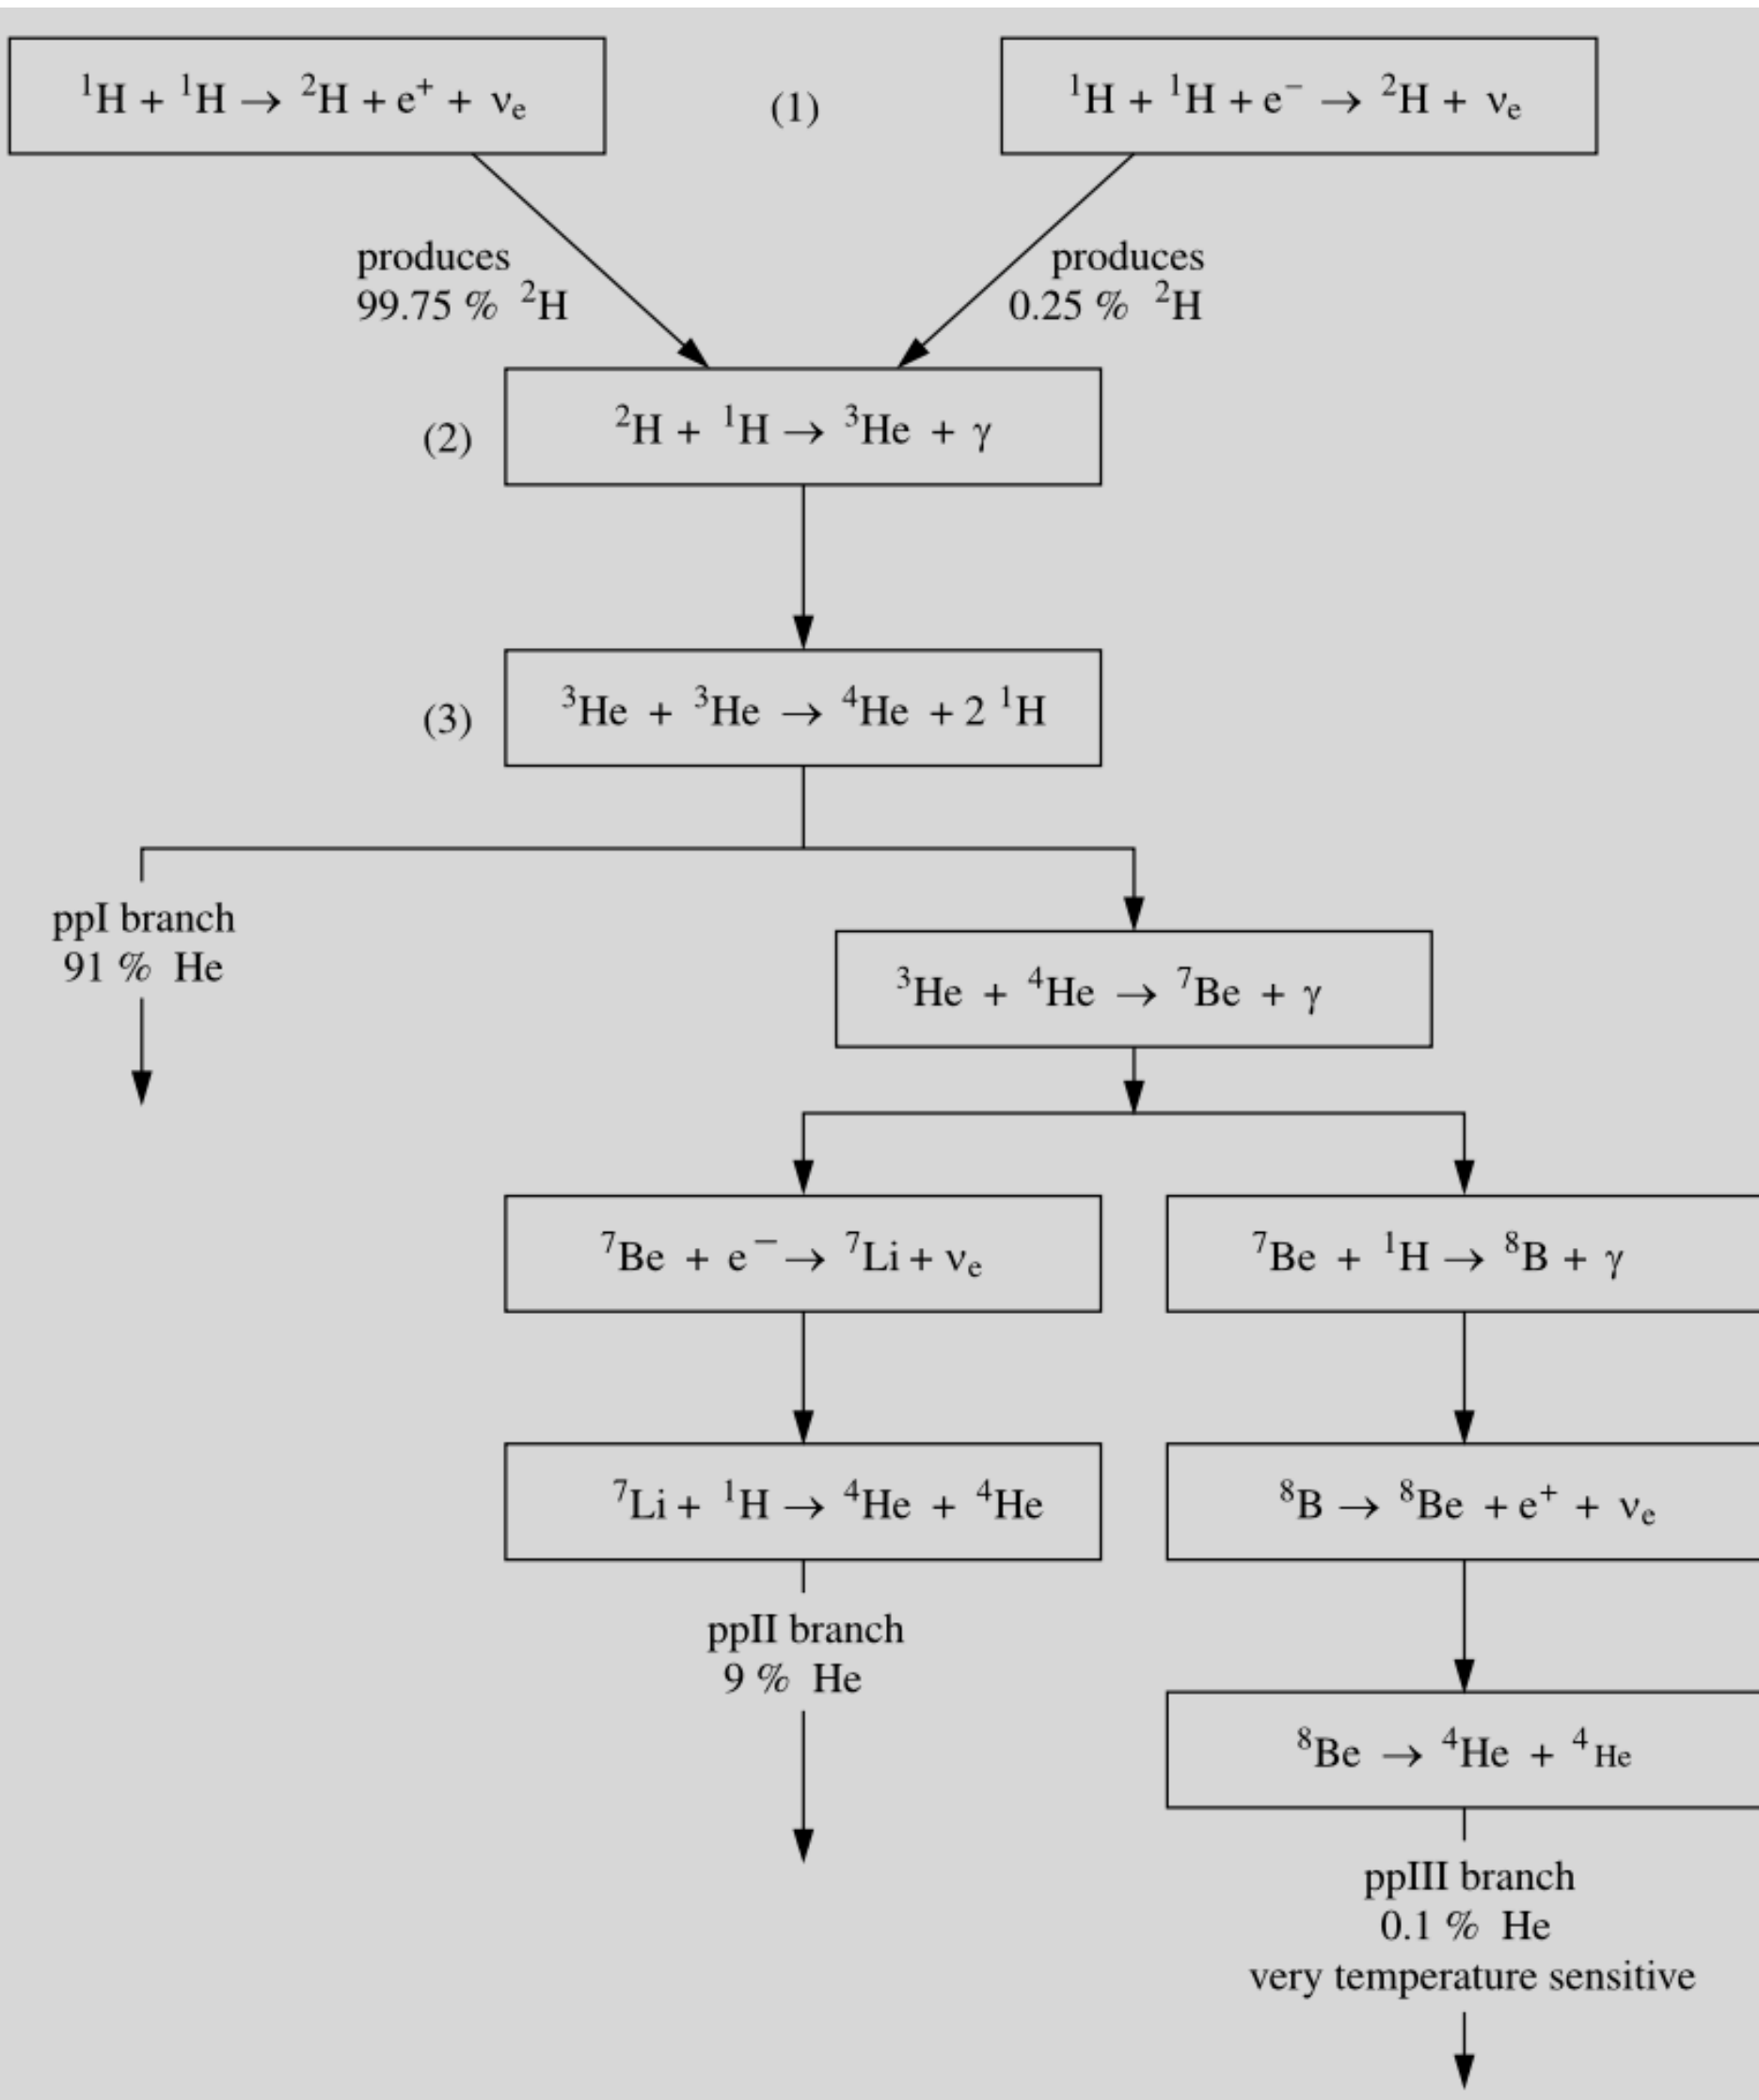 ¹H + ¹H → ²H + e⁺ + νₑ
(1)
¹H + ¹H + e⁻ → ²H + νₑ
produces
99.75 % ²H
produces
0.25 % ²H
(2)
²H + ¹H → ³He + γ
(3)
³He + ³He → ⁴He + 2 ¹H
ppI branch
91 % He
³He + ⁴He → ⁷Be + γ
⁷Be + e⁻ → ⁷Li + νₑ
⁷Be + ¹H → ⁸B + γ
⁷Li + ¹H → ⁴He + ⁴He
⁸B → ⁸Be + e⁺ + νₑ
ppII branch
9 % He
⁸Be → ⁴He + ⁴He
ppIII branch
0.1 % He
very temperature sensitive